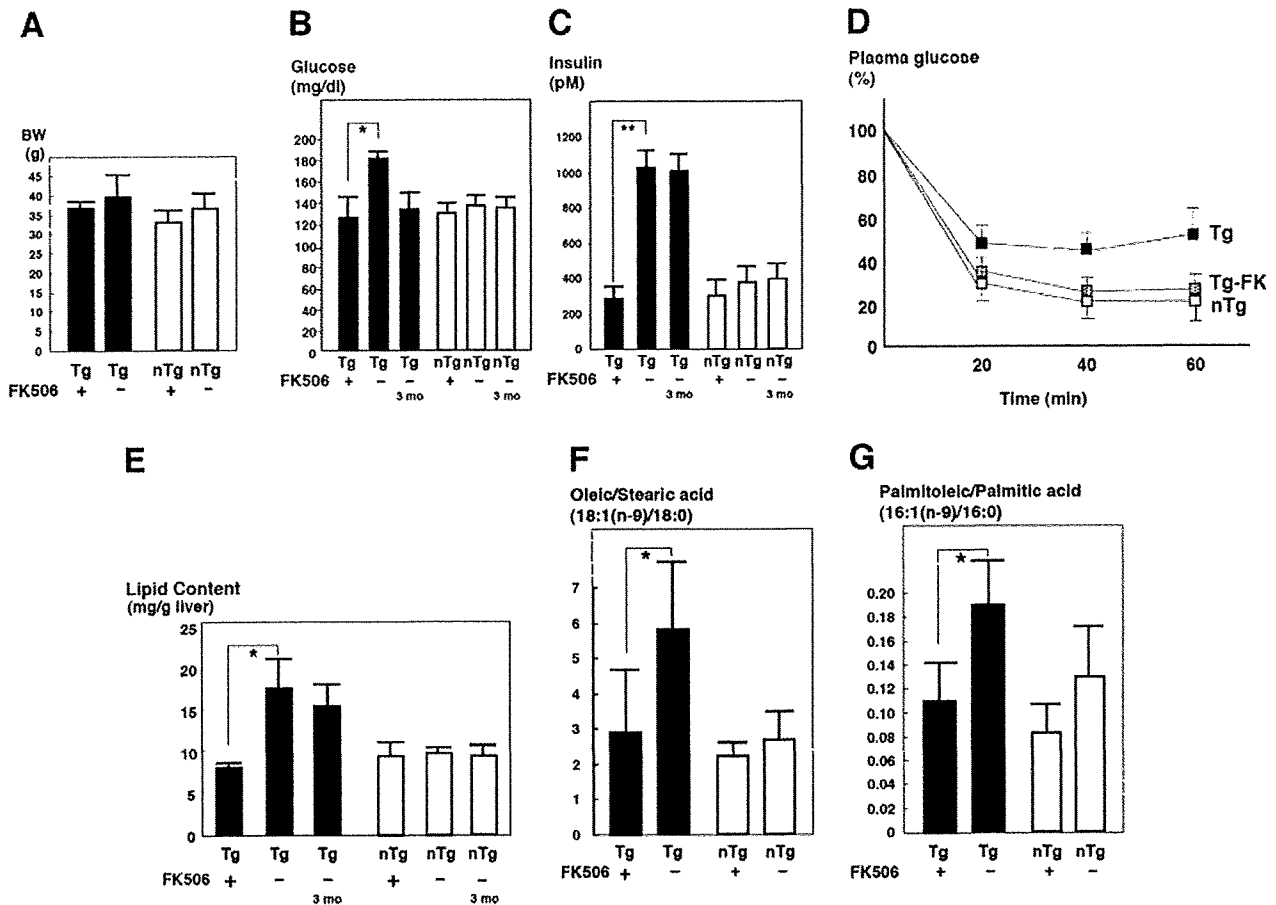 A
BW
(g)
45
40
35
30
25
20
15
10
5
0
Tg Tg nTg nTg
FK506 + − + −
B
Glucose
(mg/dl)
200
180
160
140
120
100
80
60
40
20
0
*
Tg Tg Tg nTg nTg nTg
FK506 + − − + − −
3 mo 3 mo
C
Insulin
(pM)
1200
1000
800
600
400
200
0
**
Tg Tg Tg nTg nTg nTg
FK506 + − − + − −
3 mo 3 mo
D
Plasma glucose
(%)
100
80
60
40
20
0
Tg
Tg-FK
nTg
20 40 60
Time (min)
E
Lipid Content
(mg/g liver)
25
20
15
10
5
0
*
Tg Tg Tg nTg nTg nTg
FK506 + − − + − −
3 mo 3 mo
F
Oleic/Stearic acid
(18:1(n-9)/18:0)
7
6
5
4
3
2
1
0
*
Tg Tg nTg nTg
FK506 + − + −
G
Palmitoleic/Palmitic acid
(16:1(n-9)/16:0)
0.20
0.18
0.16
0.14
0.12
0.10
0.08
0.06
0.04
0.02
0
*
Tg Tg nTg nTg
FK506 + − + −